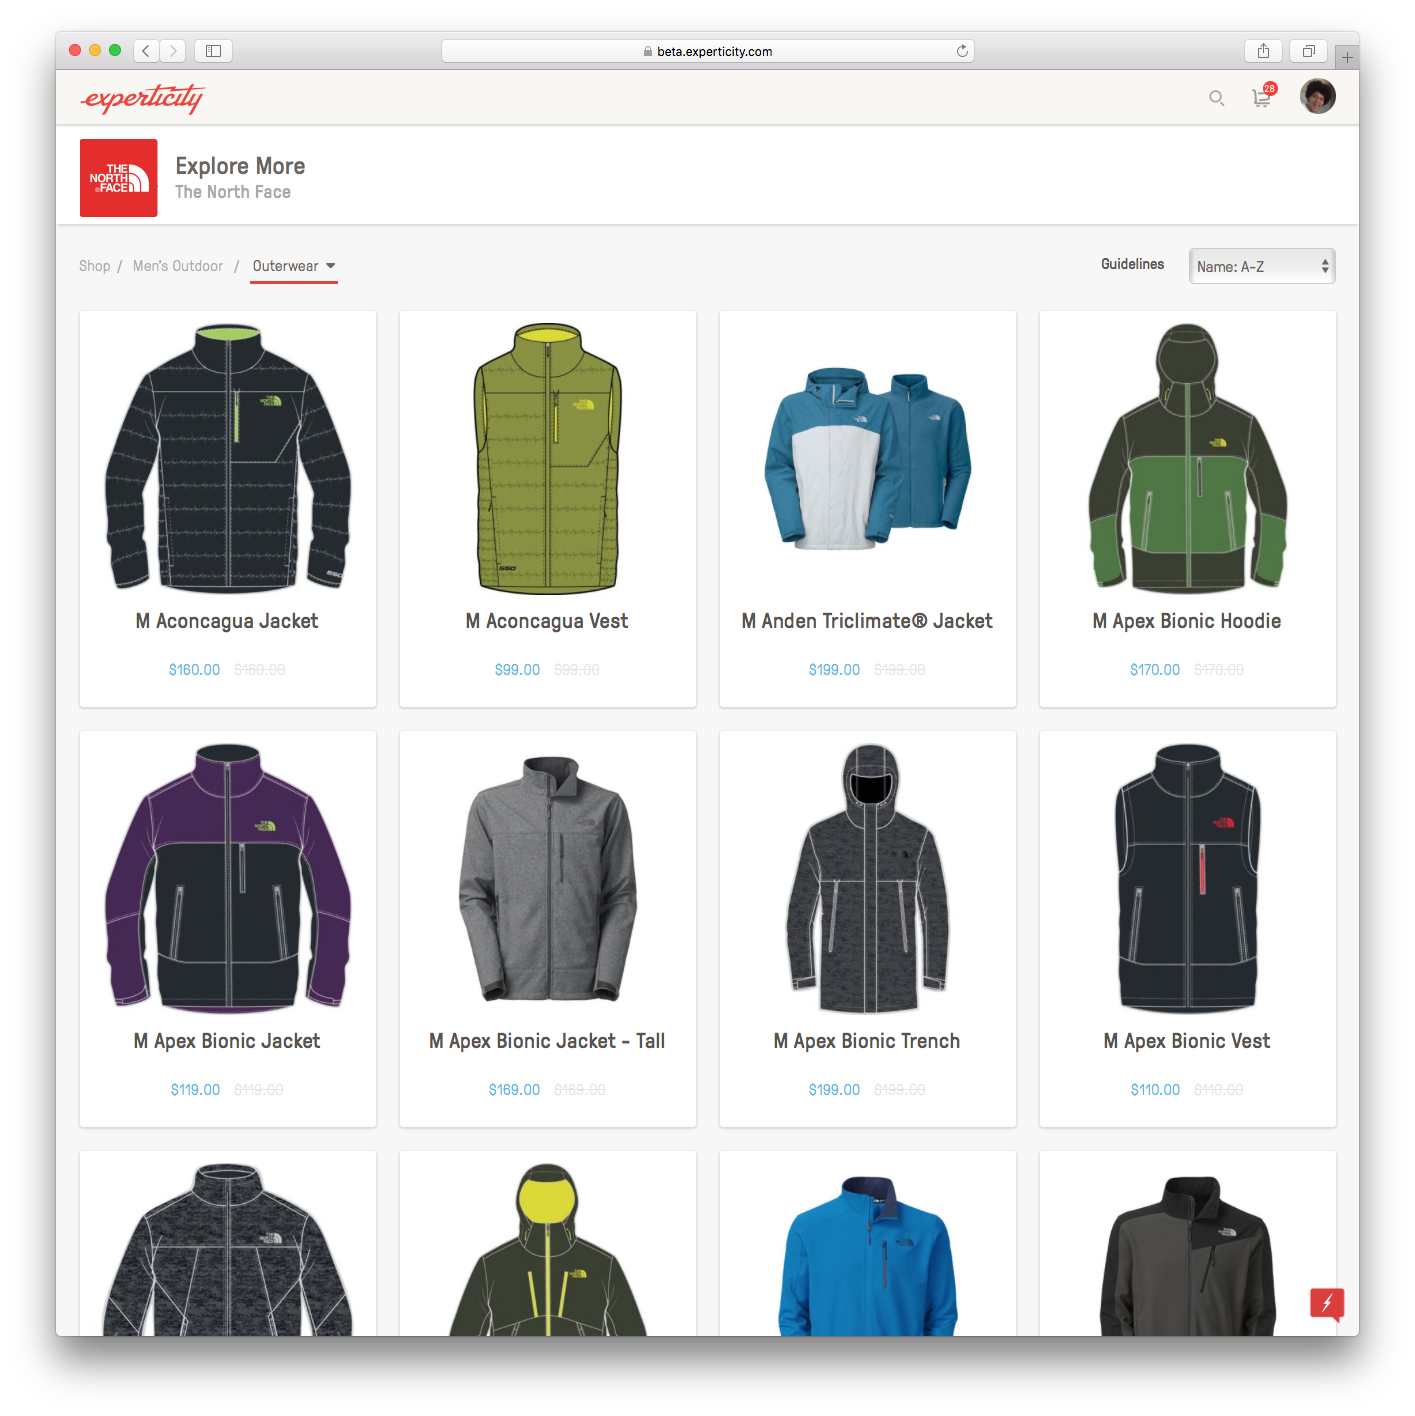 beta.experticity.com
experticity
28
THE
NORTH
FACE
Explore More
The North Face
Shop / Men's Outdoor / Outerwear
Guidelines
Name: A-Z
M Aconcagua Jacket
$160.00 $160.00
M Aconcagua Vest
$99.00 $99.00
M Anden Triclimate® Jacket
$199.00 $199.00
M Apex Bionic Hoodie
$170.00 $170.00
M Apex Bionic Jacket
$119.00 $119.00
M Apex Bionic Jacket - Tall
$169.00 $169.00
M Apex Bionic Trench
$199.00 $199.00
M Apex Bionic Vest
$110.00 $110.00